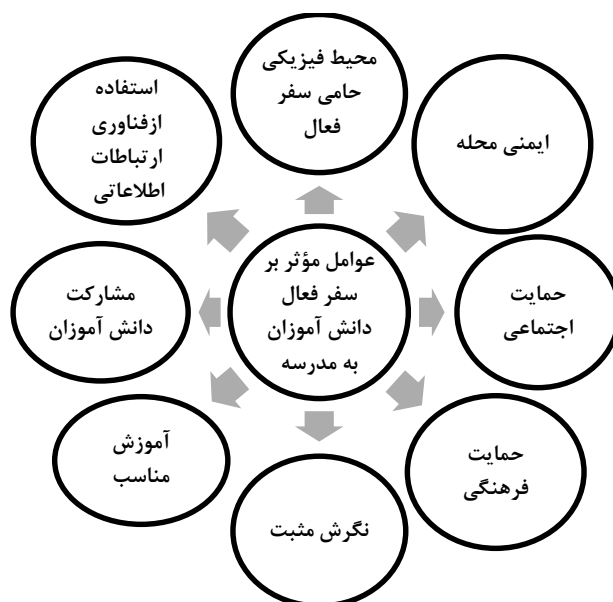 محیط فیزیکی
حامی سفر
فعال
ایمنی محله
حمایت
اجتماعی
حمایت
فرهنگی
نگرش مثبت
آموزش
مناسب
مشارکت
دانش آموزان
استفاده
ازفناوری
ارتباطات
اطلاعاتی
عوامل مؤثر بر
سفر فعال
دانش آموزان
به مدرسه